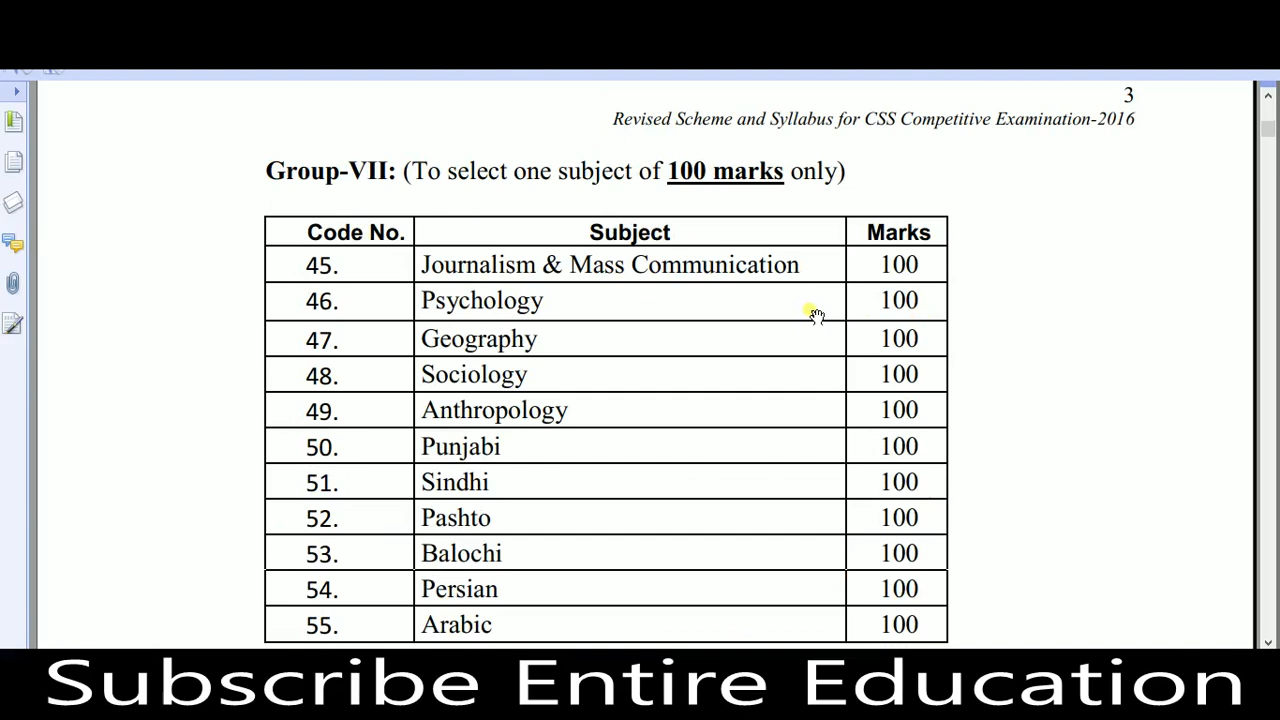 3
Revised Scheme and Syllabus for CSS Competitive Examination-2016
Group-VII: (To select one subject of 100 marks only)
Code No. Subject Marks
45. Journalism & Mass Communication 100
46. Psychology 100
47. Geography 100
48. Sociology 100
49. Anthropology 100
50. Punjabi 100
51. Sindhi 100
52. Pashto 100
53. Balochi 100
54. Persian 100
55. Arabic 100
Subscribe Entire Education